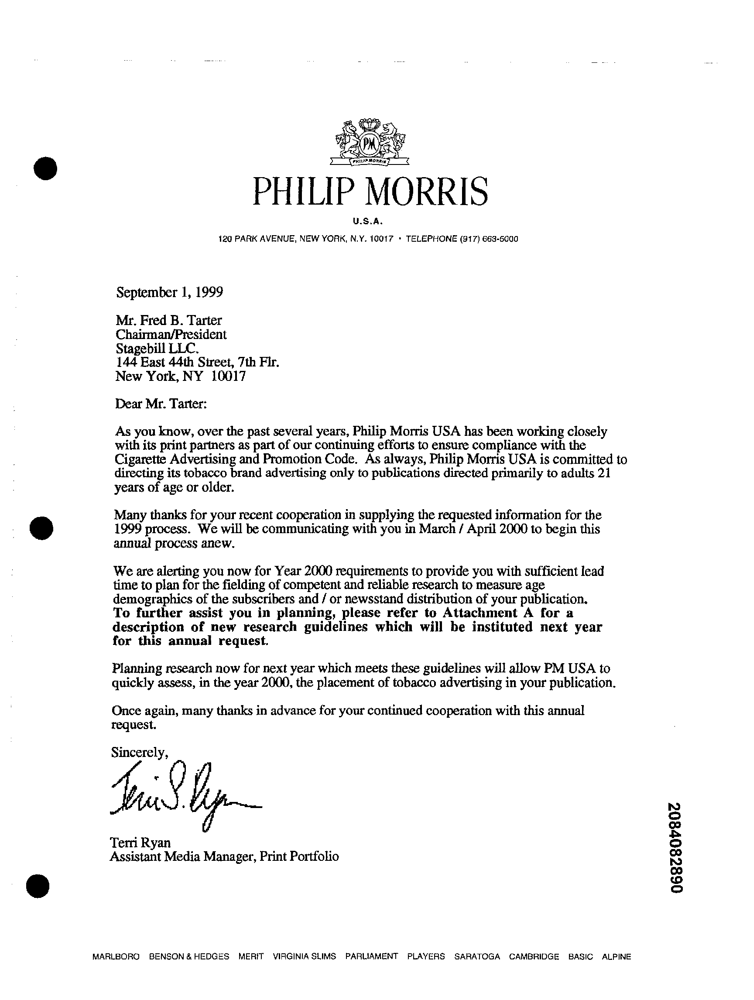 PM
PHILIP MORRIS
PHILIP MORRIS
U.S.A.
120 PARK AVENUE, NEW YORK, N.Y. 10017 • TELEPHONE (917) 663-5000
September 1, 1999
Mr. Fred B. Tarter
Chairman/President
Stagebill LLC.
144 East 44th Street, 7th Flr.
New York, NY 10017
Dear Mr. Tarter:
As you know, over the past several years, Philip Morris USA has been working closely
with its print partners as part of our continuing efforts to ensure compliance with the
Cigarette Advertising and Promotion Code. As always, Philip Morris USA is committed to
directing its tobacco brand advertising only to publications directed primarily to adults 21
years of age or older.
Many thanks for your recent cooperation in supplying the requested information for the
1999 process. We will be communicating with you in March / April 2000 to begin this
annual process anew.
We are alerting you now for Year 2000 requirements to provide you with sufficient lead
time to plan for the fielding of competent and reliable research to measure age
demographics of the subscribers and / or newsstand distribution of your publication.
To further assist you in planning, please refer to Attachment A for a
description of new research guidelines which will be instituted next year
for this annual request.
Planning research now for next year which meets these guidelines will allow PM USA to
quickly assess, in the year 2000, the placement of tobacco advertising in your publication.
Once again, many thanks in advance for your continued cooperation with this annual
request.
Sincerely,
Terri S. Ryan
Terri Ryan
Assistant Media Manager, Print Portfolio
2084082890
MARLBORO BENSON & HEDGES MERIT VIRGINIA SLIMS PARLIAMENT PLAYERS SARATOGA CAMBRIDGE BASIC ALPINE